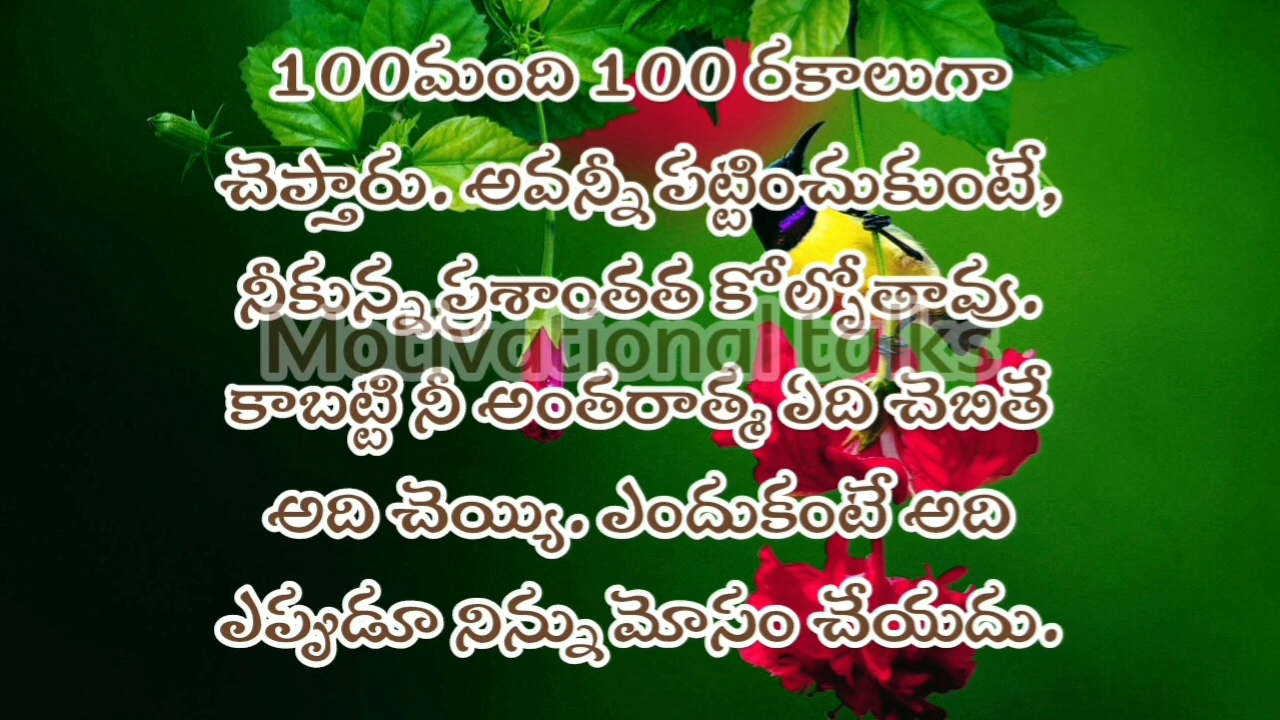 100మంది 100 రకాలుగా
చెప్తారు. అవన్నీ పట్టించుకుంటే,
నీకున్న ప్రశాంతత కోల్పోతావు.
Motivational talks
కాబట్టి నీ అంతరాత్మ ఏది చెబితే
అది చెయ్యి. ఎందుకంటే అది
ఎప్పుడూ నిన్ను మోసం చేయదు.